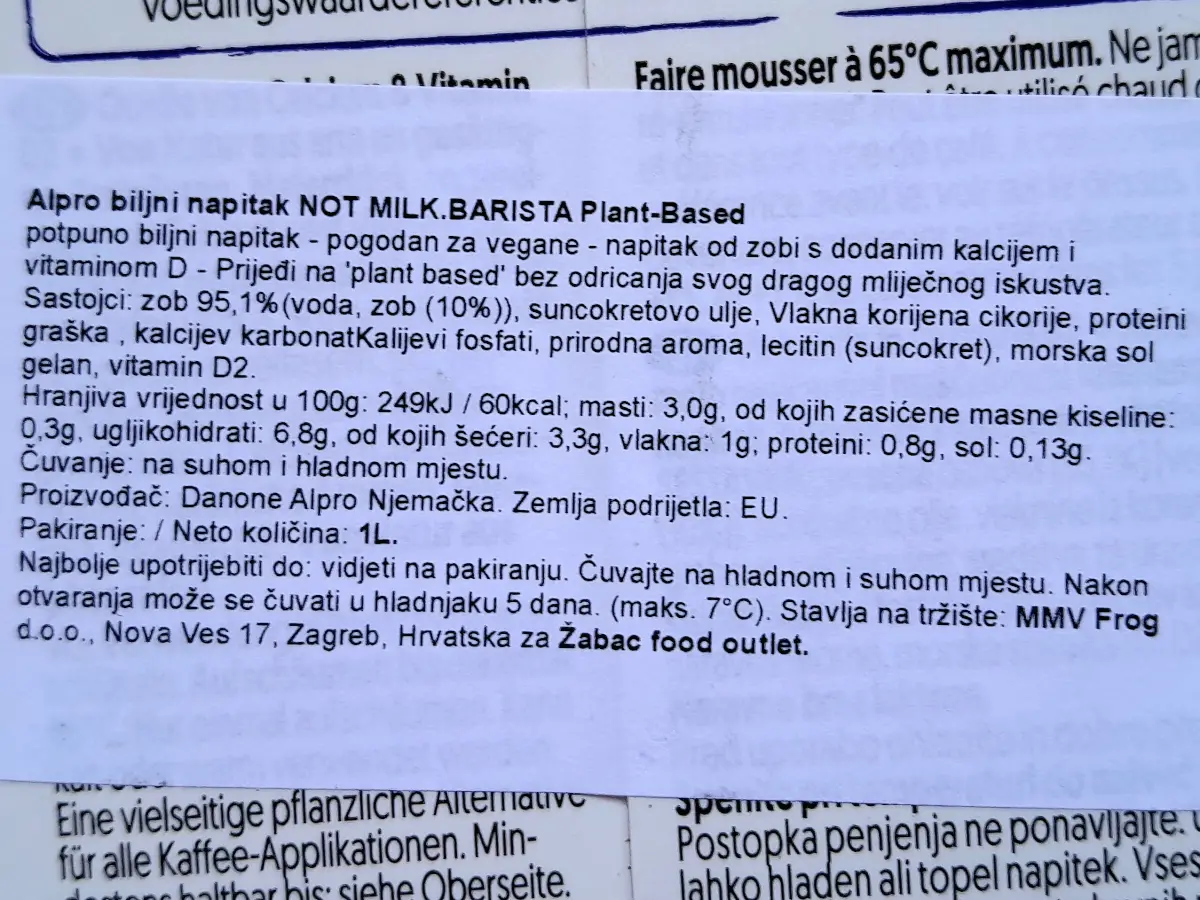 Faire mousser à 65°C maximum. Ne jam
Alpro biljni napitak NOT MILK.BARISTA Plant-Based
potpuno biljni napitak - pogodan za vegane - napitak od zobi s dodanim kalcijem i
vitaminom D - Prijeđi na 'plant based' bez odricanja svog dragog mliječnog iskustva.
Sastojci: zob 95,1%(voda, zob (10%)), suncokretovo ulje, Vlakna korijena cikorije, proteini
graška , kalcijev karbonatKalijevi fosfati, prirodna aroma, lecitin (suncokret), morska sol
gelan, vitamin D2.
Hranjiva vrijednost u 100g: 249kJ / 60kcal; masti: 3,0g, od kojih zasićene masne kiseline:
0,3g, ugljikohidrati: 6,8g, od kojih šećeri: 3,3g, vlakna: 1g; proteini: 0,8g, sol: 0,13g.
Čuvanje: na suhom i hladnom mjestu.
Proizvođač: Danone Alpro Njemačka. Zemlja podrijetla: EU.
Pakiranje: / Neto količina: 1L.
Najbolje upotrijebiti do: vidjeti na pakiranju. Čuvajte na hladnom i suhom mjestu. Nakon
otvaranja može se čuvati u hladnjaku 5 dana. (maks. 7°C). Stavlja na tržište: MMV Frog
d.o.o., Nova Ves 17, Zagreb, Hrvatska za Žabac food outlet.
Eine vielseitige pflanzliche Alternative
für alle Kaffee-Applikationen. Min-
haltbar bis: siehe Oberseite.
Postopka penjenja ne ponavljajte.
lahko hladen ali topel napitek. Vses